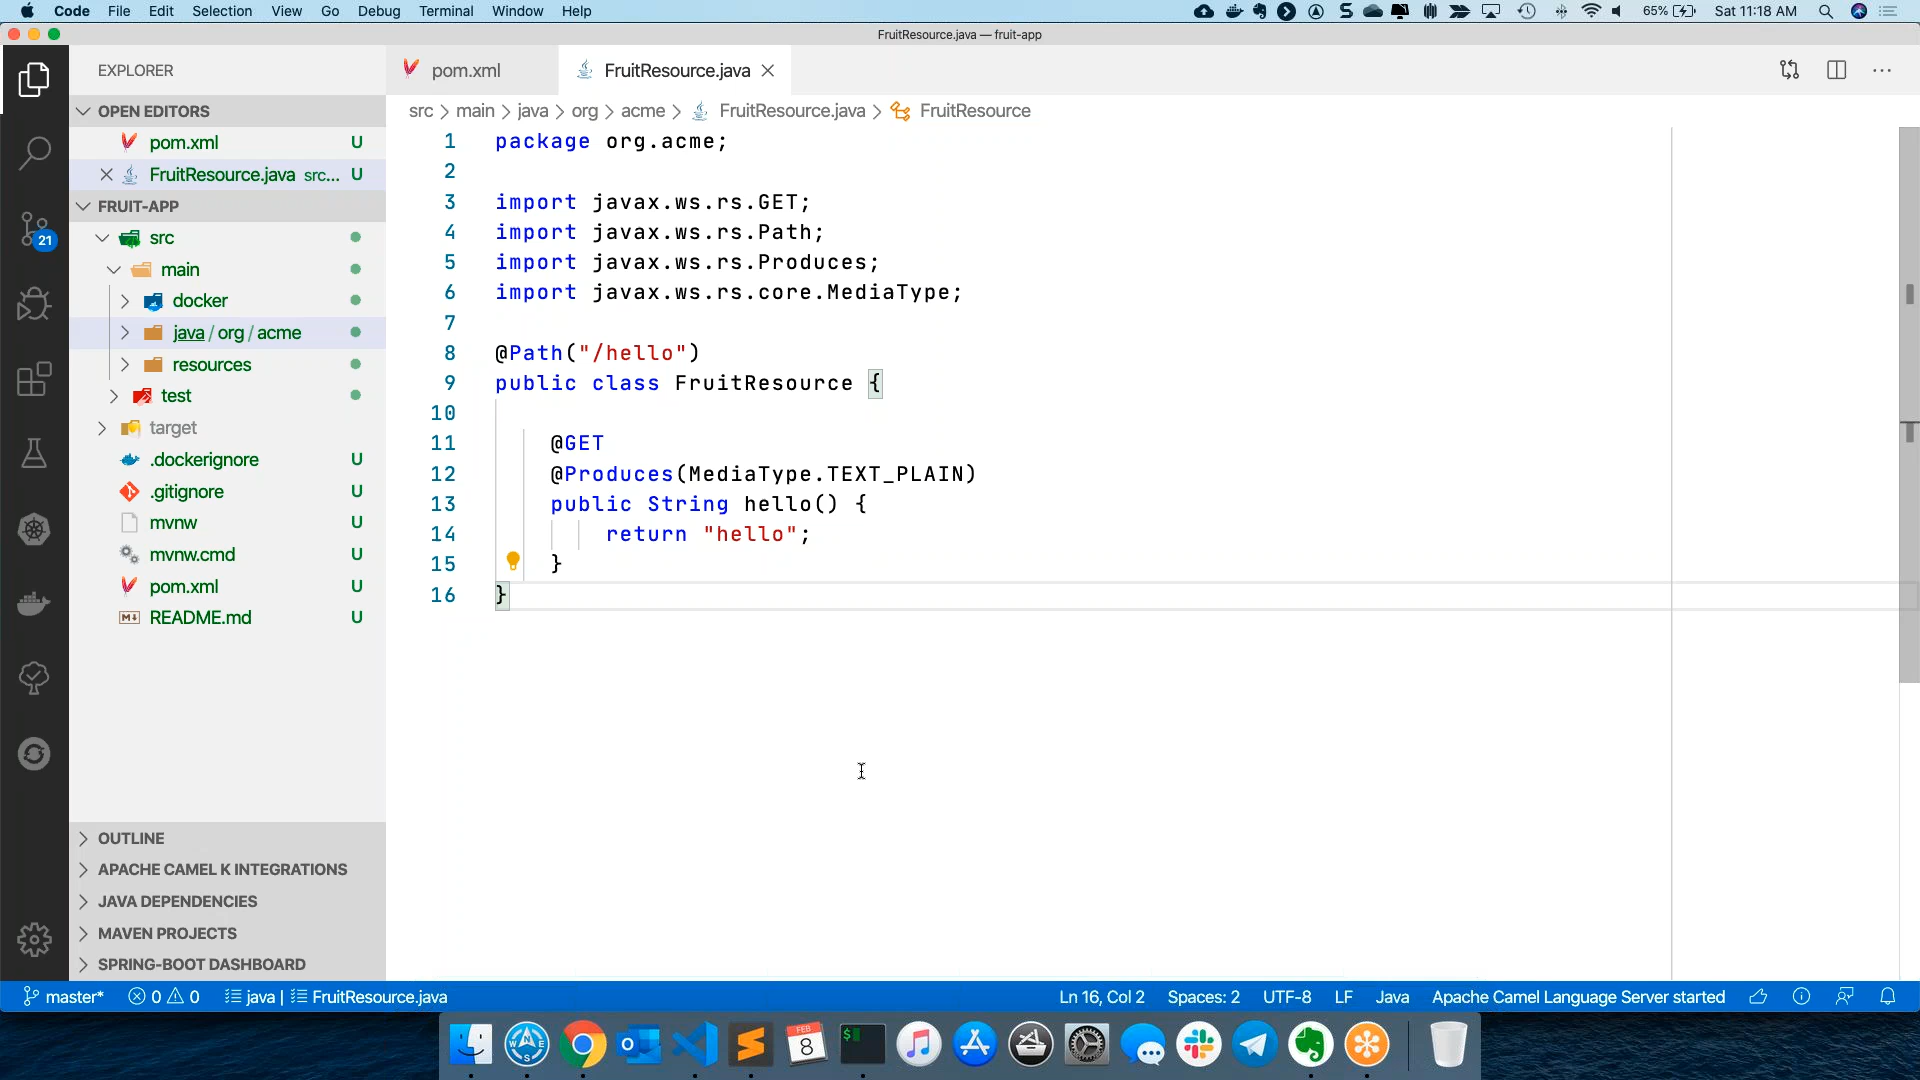 Code File Edit Selection View Go Debug Terminal Window Help
65% Sat 11:18 AM
FruitResource.java — fruit-app
EXPLORER
OPEN EDITORS
pom.xml U
FruitResource.java src... U
FRUIT-APP
src
main
docker
java / org / acme
resources
test
target
.dockerignore U
.gitignore U
mvnw U
mvnw.cmd U
pom.xml U
README.md U
21
OUTLINE
APACHE CAMEL K INTEGRATIONS
JAVA DEPENDENCIES
MAVEN PROJECTS
SPRING-BOOT DASHBOARD
pom.xml FruitResource.java
src > main > java > org > acme > FruitResource.java > FruitResource
1 package org.acme;
2
3 import javax.ws.rs.GET;
4 import javax.ws.rs.Path;
5 import javax.ws.rs.Produces;
6 import javax.ws.rs.core.MediaType;
7
8 @Path("/hello")
9 public class FruitResource {
10
11 @GET
12 @Produces(MediaType.TEXT_PLAIN)
13 public String hello() {
14 return "hello";
15 }
16 }
master* 0 0 java | FruitResource.java Ln 16, Col 2 Spaces: 2 UTF-8 LF Java Apache Camel Language Server started
FEB
8
$